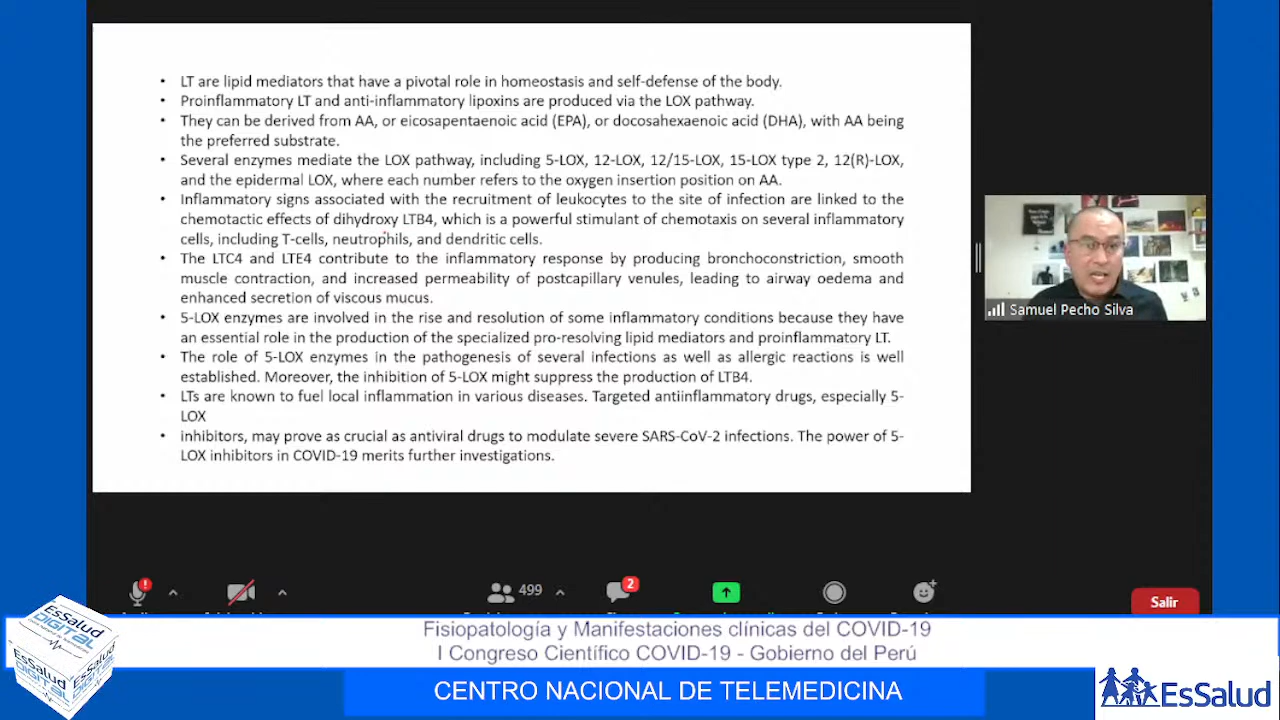 • LT are lipid mediators that have a pivotal role in homeostasis and self-defense of the body.
• Proinflammatory LT and anti-inflammatory lipoxins are produced via the LOX pathway.
• They can be derived from AA, or eicosapentaenoic acid (EPA), or docosahexaenoic acid (DHA), with AA being
the preferred substrate.
• Several enzymes mediate the LOX pathway, including 5-LOX, 12-LOX, 12/15-LOX, 15-LOX type 2, 12(R)-LOX,
and the epidermal LOX, where each number refers to the oxygen insertion position on AA.
• Inflammatory signs associated with the recruitment of leukocytes to the site of infection are linked to the
chemotactic effects of dihydroxy LTB4, which is a powerful stimulant of chemotaxis on several inflammatory
cells, including T-cells, neutrophils, and dendritic cells.
• The LTC4 and LTE4 contribute to the inflammatory response by producing bronchoconstriction, smooth
muscle contraction, and increased permeability of postcapillary venules, leading to airway oedema and
enhanced secretion of viscous mucus.
• 5-LOX enzymes are involved in the rise and resolution of some inflammatory conditions because they have
an essential role in the production of the specialized pro-resolving lipid mediators and proinflammatory LT.
• The role of 5-LOX enzymes in the pathogenesis of several infections as well as allergic reactions is well
established. Moreover, the inhibition of 5-LOX might suppress the production of LTB4.
• LTs are known to fuel local inflammation in various diseases. Targeted antiinflammatory drugs, especially 5-
LOX
• inhibitors, may prove as crucial as antiviral drugs to modulate severe SARS-CoV-2 infections. The power of 5-
LOX inhibitors in COVID-19 merits further investigations.
Samuel Pecho Silva
499
2
Salir
EsSalud
DIGITAL
EsSalud
EsSalud
Fisiopatología y Manifestaciones clínicas del COVID-19
I Congreso Científico COVID-19 - Gobierno del Perú
CENTRO NACIONAL DE TELEMEDICINA
EsSalud